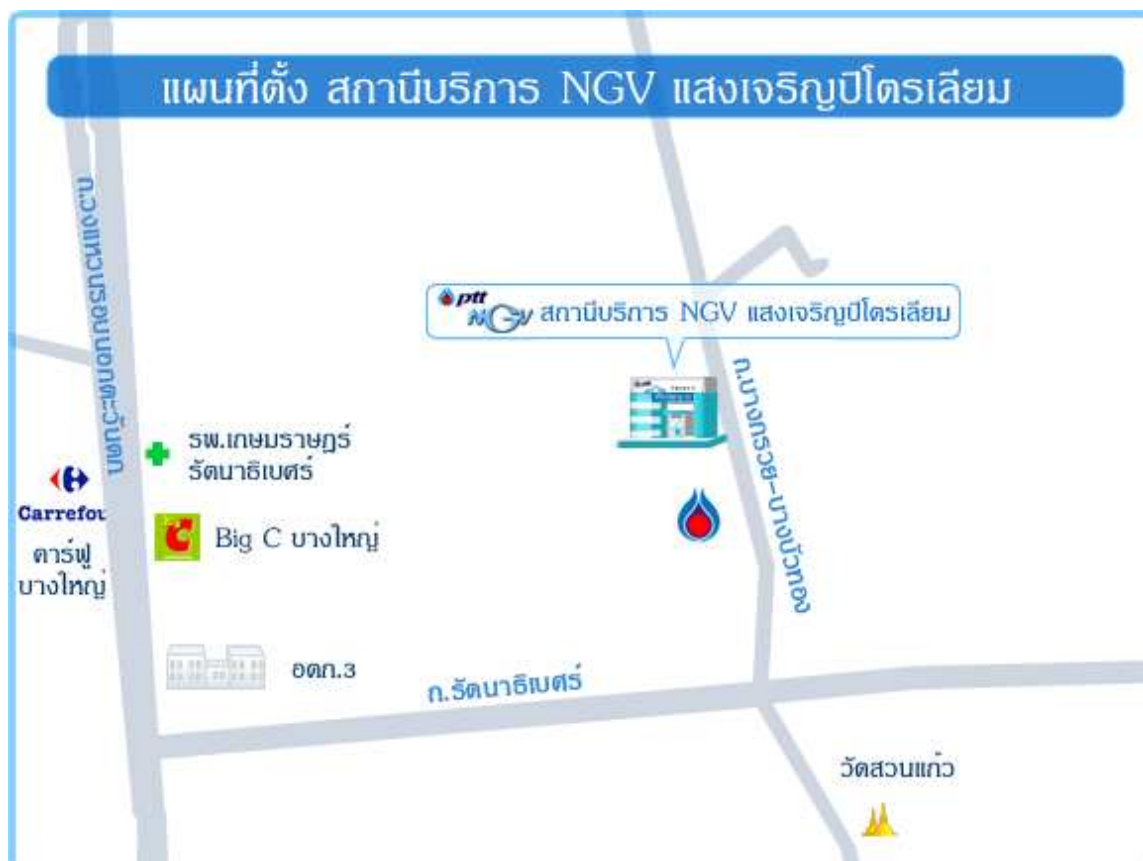 แผนที่ตั้ง สถานีบริการ NGV แสงเจริญปิโตรเลียม
ถ.วงแหวนรอบนอกตะวันตก
ptt
NGV สถานีบริการ NGV แสงเจริญปิโตรเลียม
ถ.บางกรวย-บางบัวทอง
รพ.เกษมราษฎร์
รัตนาธิเบศร์
Carrefou
คาร์ฟู
บางใหญ่
Big C บางใหญ่
อตก.3
ถ.รัตนาธิเบศร์
วัดสวนแก้ว